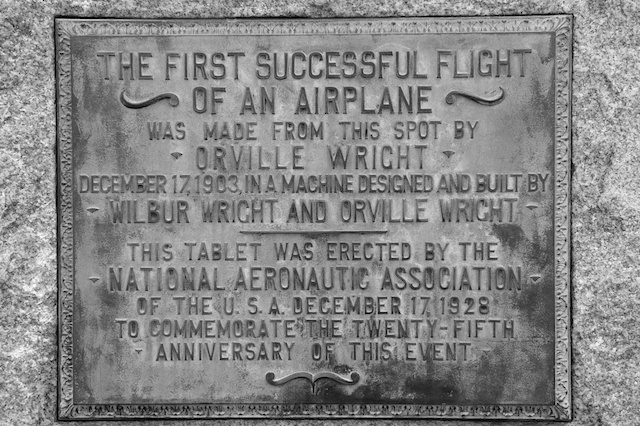 THE FIRST SUCCESSFUL FLIGHT
OF AN AIRPLANE
WAS MADE FROM THIS SPOT BY
ORVILLE WRIGHT
DECEMBER 17, 1903, IN A MACHINE DESIGNED AND BUILT BY
WILBUR WRIGHT AND ORVILLE WRIGHT
THIS TABLET WAS ERECTED BY THE
NATIONAL AERONAUTIC ASSOCIATION
OF THE U. S. A. DECEMBER 17, 1928
TO COMMEMORATE THE TWENTY-FIFTH
ANNIVERSARY OF THIS EVENT